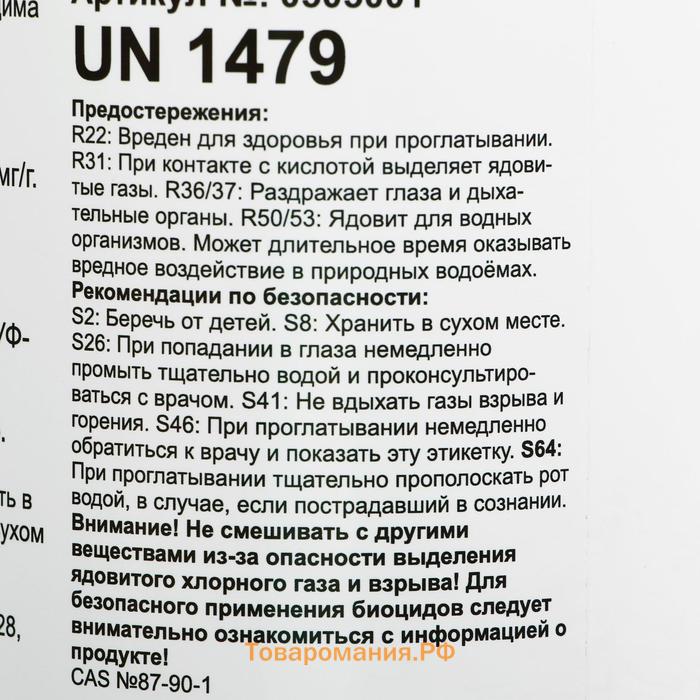 UN 1479
Предостережения:
R22: Вреден для здоровья при проглатывании.
R31: При контакте с кислотой выделяет ядови-
тые газы. R36/37: Раздражает глаза и дыха-
тельные органы. R50/53: Ядовит для водных
организмов. Может длительное время оказывать
вредное воздействие в природных водоёмах.
Рекомендации по безопасности:
S2: Беречь от детей. S8: Хранить в сухом месте.
S26: При попадании в глаза немедленно
промыть тщательно водой и проконсультиро-
ваться с врачом. S41: Не вдыхать газы взрыва и
горения. S46: При проглатывании немедленно
обратиться к врачу и показать эту этикетку. S64:
При проглатывании тщательно прополоскать рот
водой, в случае, если пострадавший в сознании.
Внимание! Не смешивать с другими
веществами из-за опасности выделения
ядовитого хлорного газа и взрыва! Для
безопасного применения биоцидов следует
внимательно ознакомиться с информацией о
продукте!
Товаромания.РФ
CAS №87-90-1
мг/г.
ть в
28,